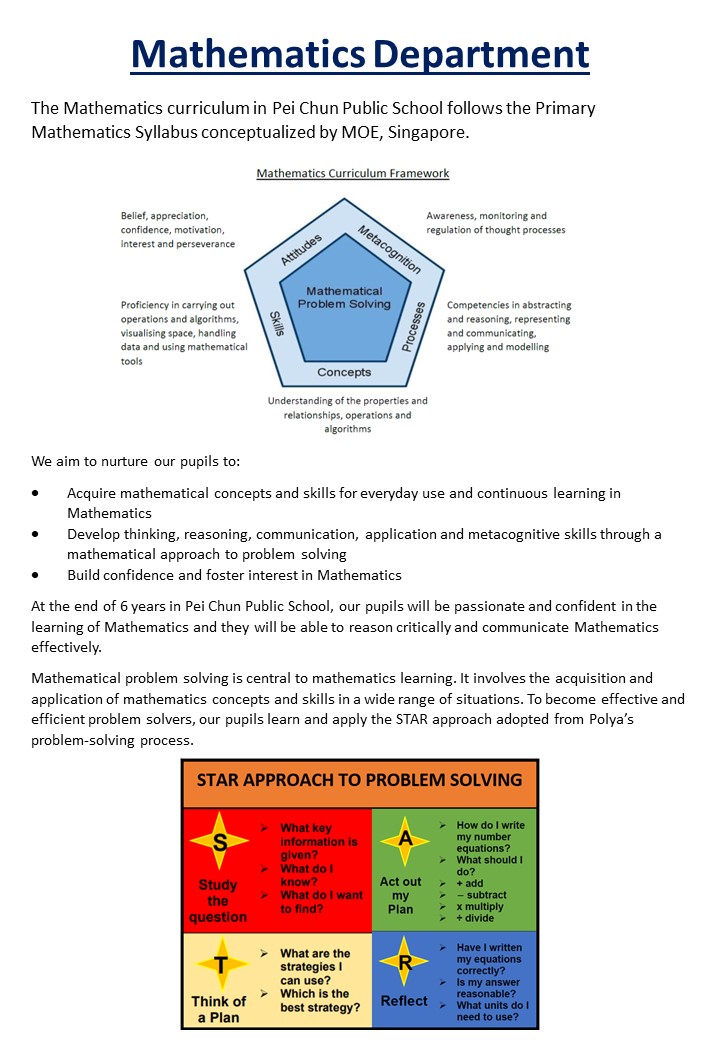 Mathematics Department
The Mathematics curriculum in Pei Chun Public School follows the Primary
Mathematics Syllabus conceptualized by MOE, Singapore.
Mathematics Curriculum Framework
Belief, appreciation,
confidence, motivation,
interest and perseverance
Awareness, monitoring and
regulation of thought processes
Attitudes
Metacognition
Mathematical
Problem Solving
Skills
Processes
Concepts
Proficiency in carrying out
operations and algorithms,
visualising space, handling
data and using mathematical
tools
Competencies in abstracting
and reasoning, representing
and communicating,
applying and modelling
Understanding of the properties and
relationships, operations and
algorithms
We aim to nurture our pupils to:
• Acquire mathematical concepts and skills for everyday use and continuous learning in
Mathematics
• Develop thinking, reasoning, communication, application and metacognitive skills through a
mathematical approach to problem solving
• Build confidence and foster interest in Mathematics
At the end of 6 years in Pei Chun Public School, our pupils will be passionate and confident in the
learning of Mathematics and they will be able to reason critically and communicate Mathematics
effectively.
Mathematical problem solving is central to mathematics learning. It involves the acquisition and
application of mathematics concepts and skills in a wide range of situations. To become effective and
efficient problem solvers, our pupils learn and apply the STAR approach adopted from Polya's
problem-solving process.
STAR APPROACH TO PROBLEM SOLVING
S
Study
the
question
➢ What key
information is
given?
➢ What do I
know?
➢ What do I want
to find?
A
Act out
my
Plan
➢ How do I write
my number
equations?
➢ What should I
do?
➢ + add
➢ – subtract
➢ x multiply
➢ ÷ divide
T
Think of
a Plan
➢ What are the
strategies I
can use?
➢ Which is the
best strategy?
R
Reflect
➢ Have I written
my equations
correctly?
➢ Is my answer
reasonable?
➢ What units do I
need to use?